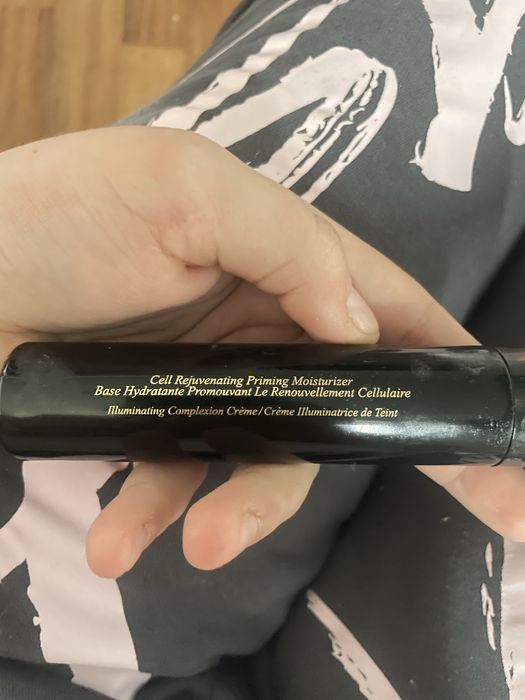 Cell Rejuvenating Priming Moisturizer
Base Hydratante Promouvant Le Renouvellement Cellulaire
Illuminating Complexion Crème/Crème Illuminatrice de Teint